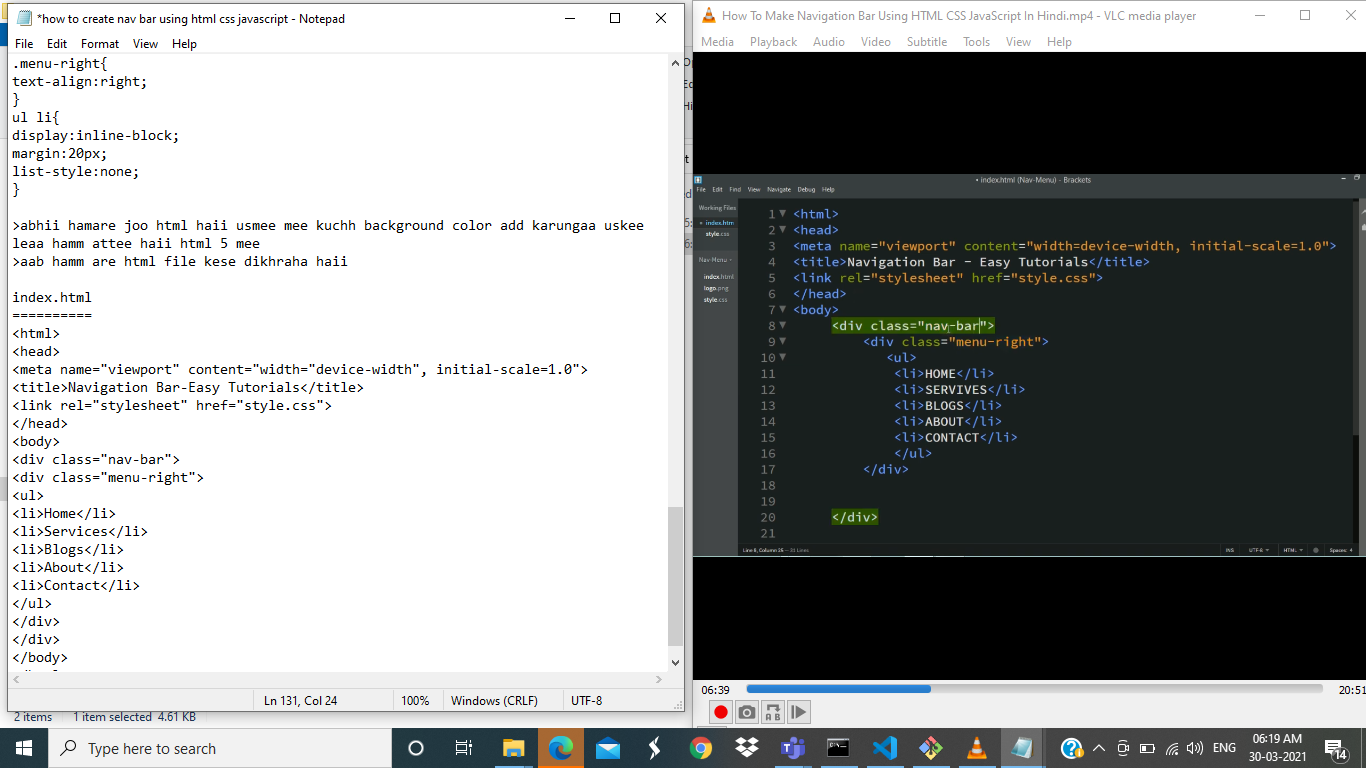 *how to create nav bar using html css javascript - Notepad
File Edit Format View Help
.menu-right{
text-align:right;
}
ul li{
display:inline-block;
margin:20px;
list-style:none;
}
>abhii hamare joo html haii usmee mee kuchh background color add karungaa uskee
leaa hamm attee haii html 5 mee
>aab hamm are html file kese dikhraha haii
index.html
==========
<html>
<head>
<meta name="viewport" content="width="device-width", initial-scale=1.0">
<title>Navigation Bar-Easy Tutorials</title>
<link rel="stylesheet" href="style.css">
</head>
<body>
<div class="nav-bar">
<div class="menu-right">
<ul>
<li>Home</li>
<li>Services</li>
<li>Blogs</li>
<li>About</li>
<li>Contact</li>
</ul>
</div>
</div>
</body>
Ln 131, Col 24 100% Windows (CRLF) UTF-8
2 items 1 item selected 4.61 KB
How To Make Navigation Bar Using HTML CSS JavaScript In Hindi.mp4 - VLC media player
Media Playback Audio Video Subtitle Tools View Help
• index.html (Nav-Menu) - Brackets
File Edit Find View Navigate Debug Help
Working Files
• index.htm
style.css
Nav-Menu
index.html
logo.png
style.css
1 <html>
2 <head>
3 <meta name="viewport" content="width=device-width, initial-scale=1.0">
4 <title>Navigation Bar - Easy Tutorials</title>
5 <link rel="stylesheet" href="style.css">
6 </head>
7 <body>
8 <div class="nav-bar">
9 <div class="menu-right">
10 <ul>
11 <li>HOME</li>
12 <li>SERVIVES</li>
13 <li>BLOGS</li>
14 <li>ABOUT</li>
15 <li>CONTACT</li>
16 </ul>
17 </div>
18
19
20 </div>
21
Line 8, Column 25 — 31 Lines INS UTF-8 HTML Spaces: 4
06:39 20:51
Type here to search
ENG
06:19 AM
30-03-2021
14